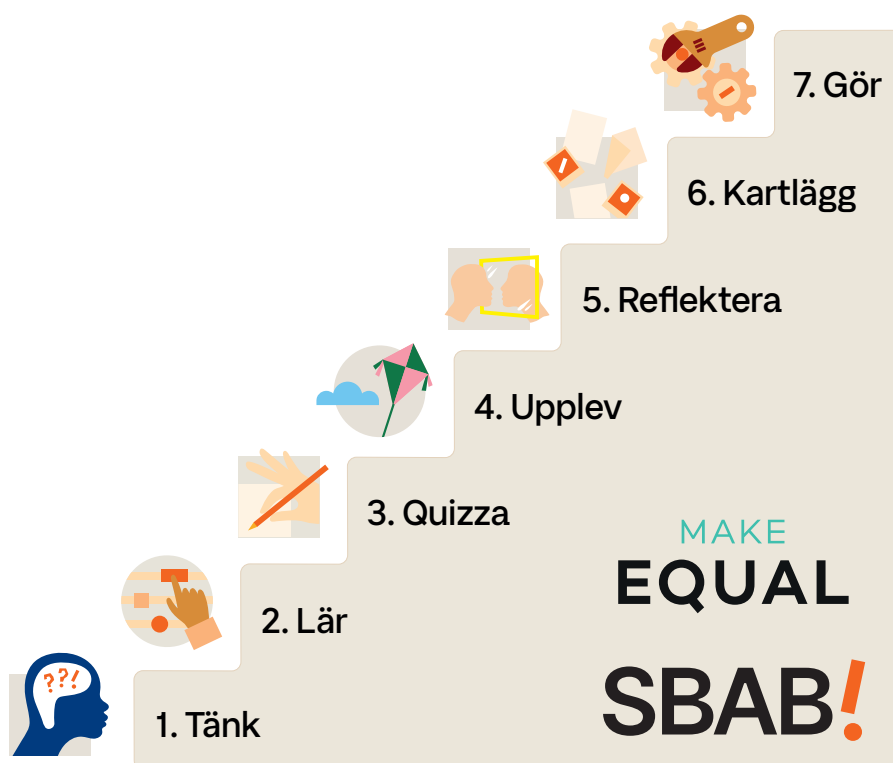 7. Gör
6. Kartlägg
5. Reflektera
4. Upplev
3. Quizza
2. Lär
1. Tänk
??!
MAKE
EQUAL
SBAB!